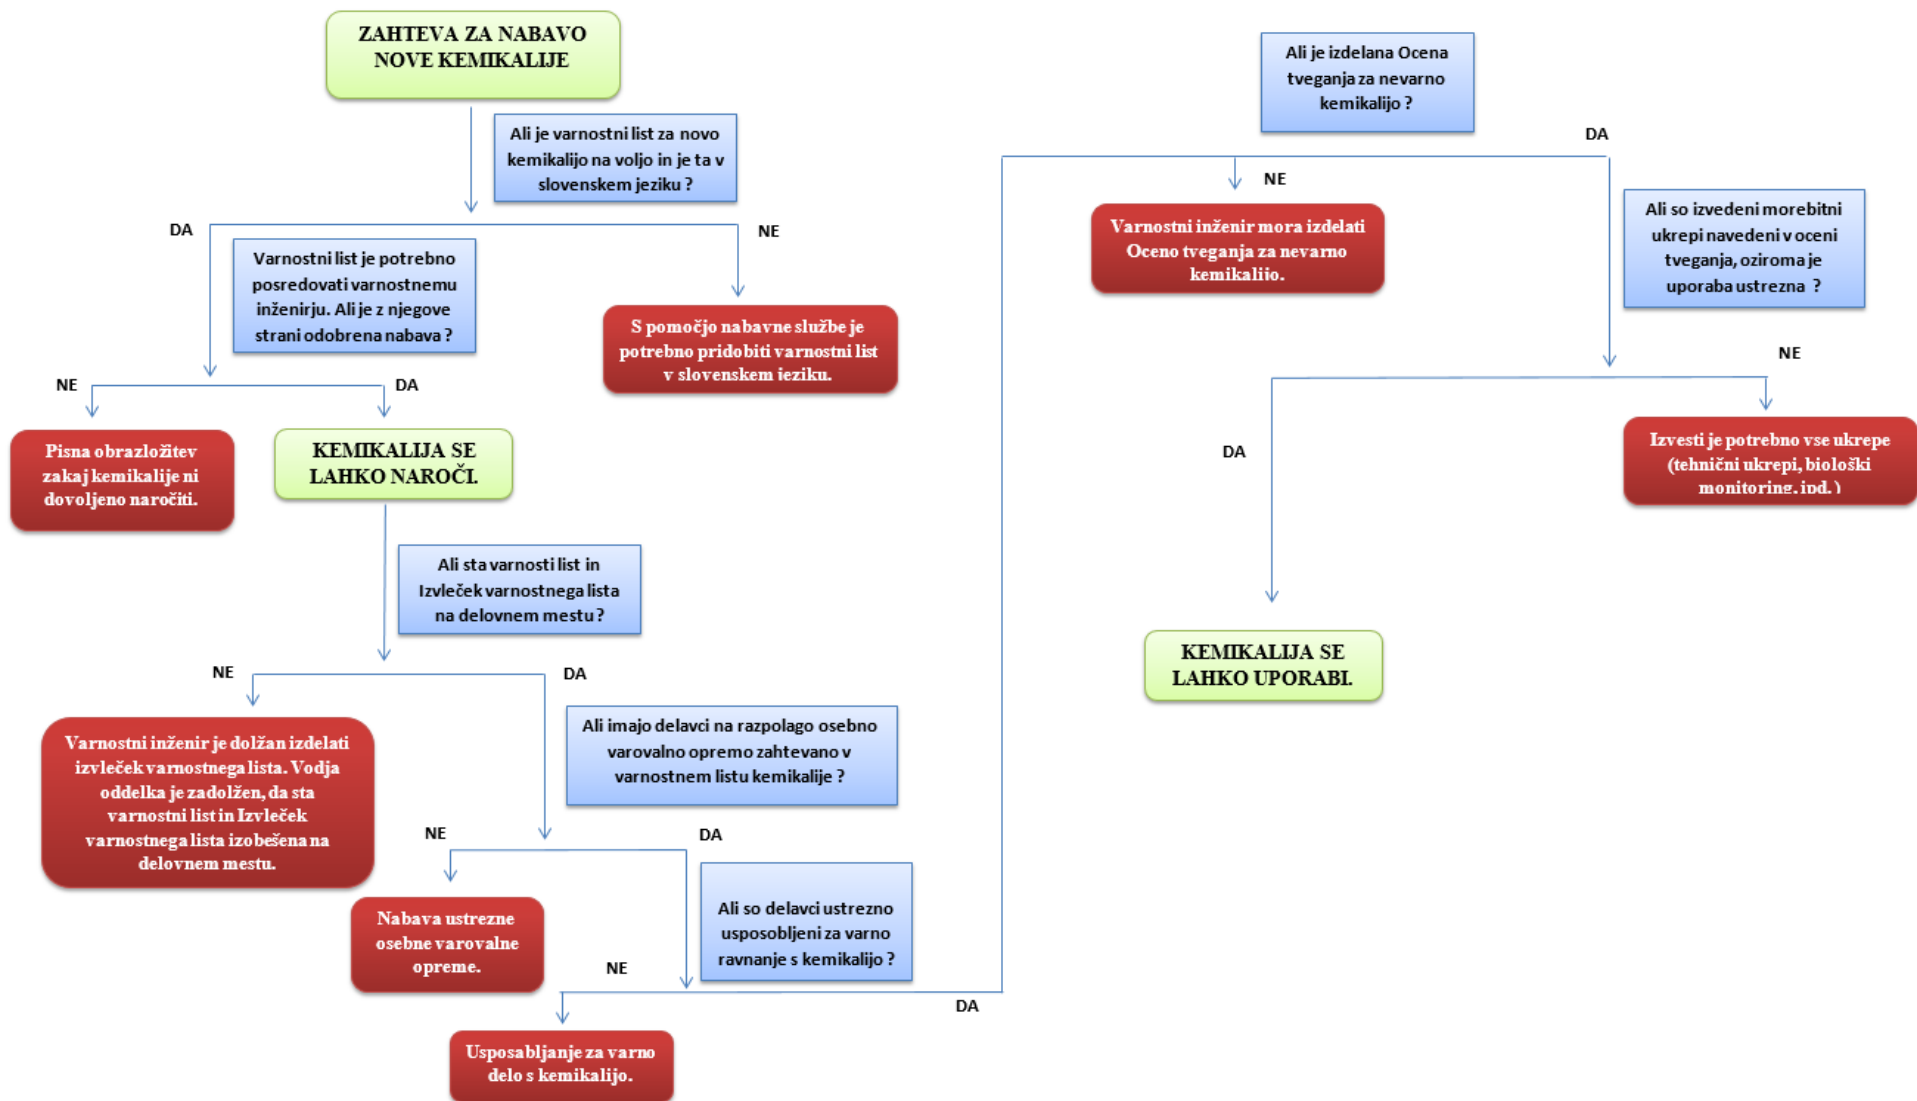 ZAHTEVA ZA NABAVO
NOVE KEMIKALIJE
Ali je varnostni list za novo
kemikalijo na voljo in je ta v
slovenskem jeziku ?
DA
NE
Varnostni list je potrebno
posredovati varnostnemu
inženirju. Ali je z njegove
strani odobrena nabava ?
S pomočjo nabavne službe je
potrebno pridobiti varnostni list
v slovenskem jeziku.
NE
DA
Pisna obrazložitev
zakaj kemikalije ni
dovoljeno naročiti.
KEMIKALIJA SE
LAHKO NAROČI.
Ali sta varnosti list in
Izvleček varnostnega lista
na delovnem mestu ?
NE
DA
Varnostni inženir je dolžan izdelati
izvleček varnostnega lista. Vodja
oddelka je zadolžen, da sta
varnostni list in Izvleček
varnostnega lista izobešena na
delovnem mestu.
Ali imajo delavci na razpolago osebno
varovalno opremo zahtevano v
varnostnem listu kemikalije ?
NE
DA
Nabava ustrezne
osebne varovalne
opreme.
Ali so delavci ustrezno
usposobljeni za varno
ravnanje s kemikalijo ?
NE
DA
Usposabljanje za varno
delo s kemikalijo.
Ali je izdelana Ocena
tveganja za nevarno
kemikalijo ?
DA
NE
Varnostni inženir mora izdelati
Oceno tveganja za nevarno
kemikalijo.
Ali so izvedeni morebitni
ukrepi navedeni v oceni
tveganja, oziroma je
uporaba ustrezna ?
NE
DA
Izvesti je potrebno vse ukrepe
(tehnični ukrepi, biološki
monitoring, ipd. )
KEMIKALIJA SE
LAHKO UPORABI.